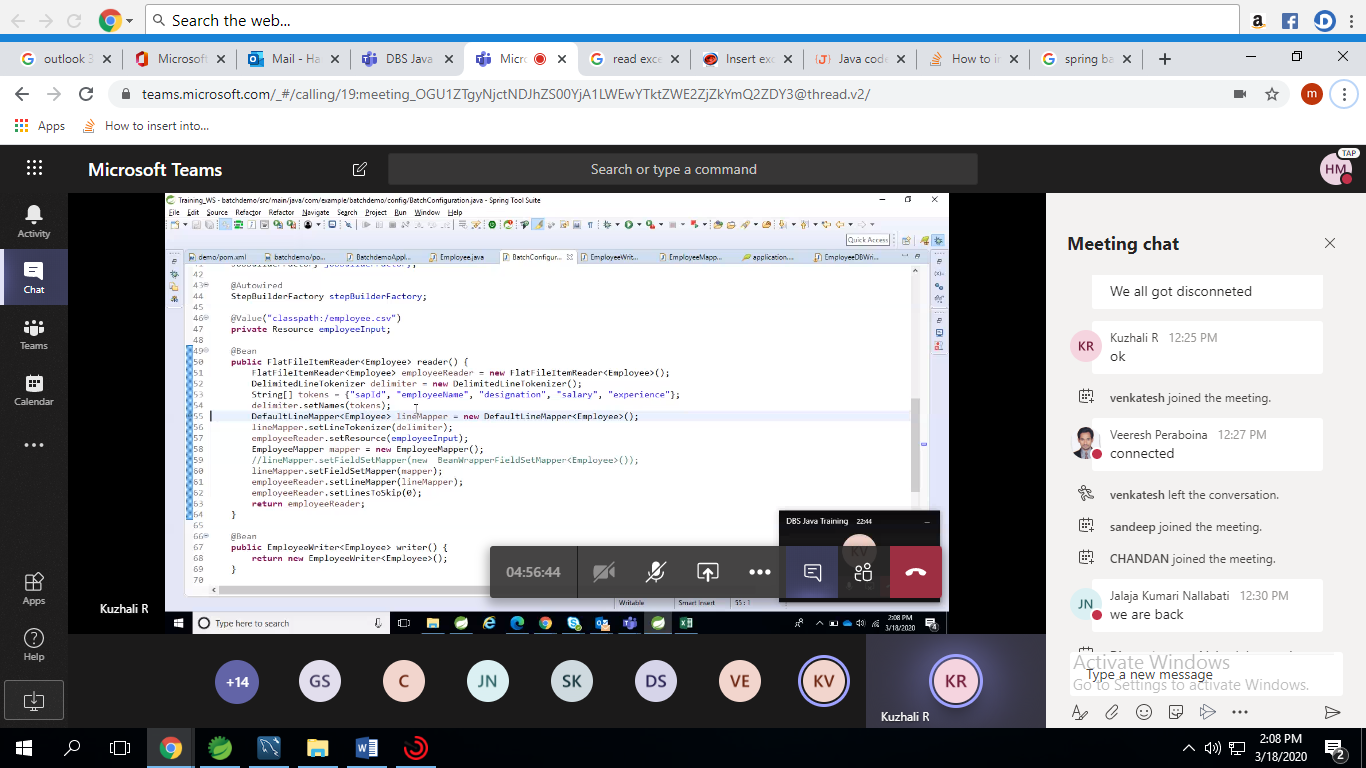 Search the web...
outlook 3
Microsoft
Mail - Ha
DBS Java
Micro
read exce
Insert exc
Java code
How to in
spring ba
teams.microsoft.com/_#/calling/19:meeting_OGU1ZTgyNjctNDJhZS00YjA1LWEwYTktZWE2ZjZkYmQ2ZDY3@thread.v2/
m
Apps
How to insert into...
Microsoft Teams
Search or type a command
HM
TAP
Activity
Chat
Teams
Calendar
Apps
Help
Training_WS - batchdemo/src/main/java/com/example/batchdemo/config/BatchConfiguration.java - Spring Tool Suite
File Edit Source Refactor Refactor Navigate Search Project Run Window Help
Quick Access
demo/pom.xml
batchdemo/po...
BatchdemoAppl...
Employee.java
BatchConfigur...
EmployeeWrit...
EmployeeMapp...
application....
EmployeeDBWri...
42
43 @Autowired
44 StepBuilderFactory stepBuilderFactory;
45
46 @Value("classpath:/employee.csv")
47 private Resource employeeInput;
48
49 @Bean
50 public FlatFileItemReader<Employee> reader() {
51 FlatFileItemReader<Employee> employeeReader = new FlatFileItemReader<Employee>();
52 DelimitedLineTokenizer delimiter = new DelimitedLineTokenizer();
53 String[] tokens = {"sapId", "employeeName", "designation", "salary", "experience"};
54 delimiter.setNames(tokens);
55 DefaultLineMapper<Employee> lineMapper = new DefaultLineMapper<Employee>();
56 lineMapper.setLineTokenizer(delimiter);
57 employeeReader.setResource(employeeInput);
58 EmployeeMapper mapper = new EmployeeMapper();
59 //lineMapper.setFieldSetMapper(new BeanWrapperFieldSetMapper<Employee>());
60 lineMapper.setFieldSetMapper(mapper);
61 employeeReader.setLineMapper(lineMapper);
62 employeeReader.setLinesToSkip(0);
63 return employeeReader;
64 }
65
66 @Bean
67 public EmployeeWriter<Employee> writer() {
68 return new EmployeeWriter<Employee>();
69 }
70
DBS Java Training 22:44
KV
04:56:44
Writable
Smart Insert
55 : 1
Kuzhali R
Type here to search
2:08 PM
3/18/2020
+14
GS
C
JN
SK
DS
VE
KV
KR
Kuzhali R
Meeting chat
We all got disconneted
KR
Kuzhali R 12:25 PM
ok
venkatesh joined the meeting.
Veeresh Peraboina 12:27 PM
connected
venkatesh left the conversation.
sandeep joined the meeting.
CHANDAN joined the meeting.
JN
Jalaja Kumari Nallabati 12:30 PM
we are back
Activate Windows
Type a new message
Go to Settings to activate Windows.
2:08 PM
3/18/2020
2